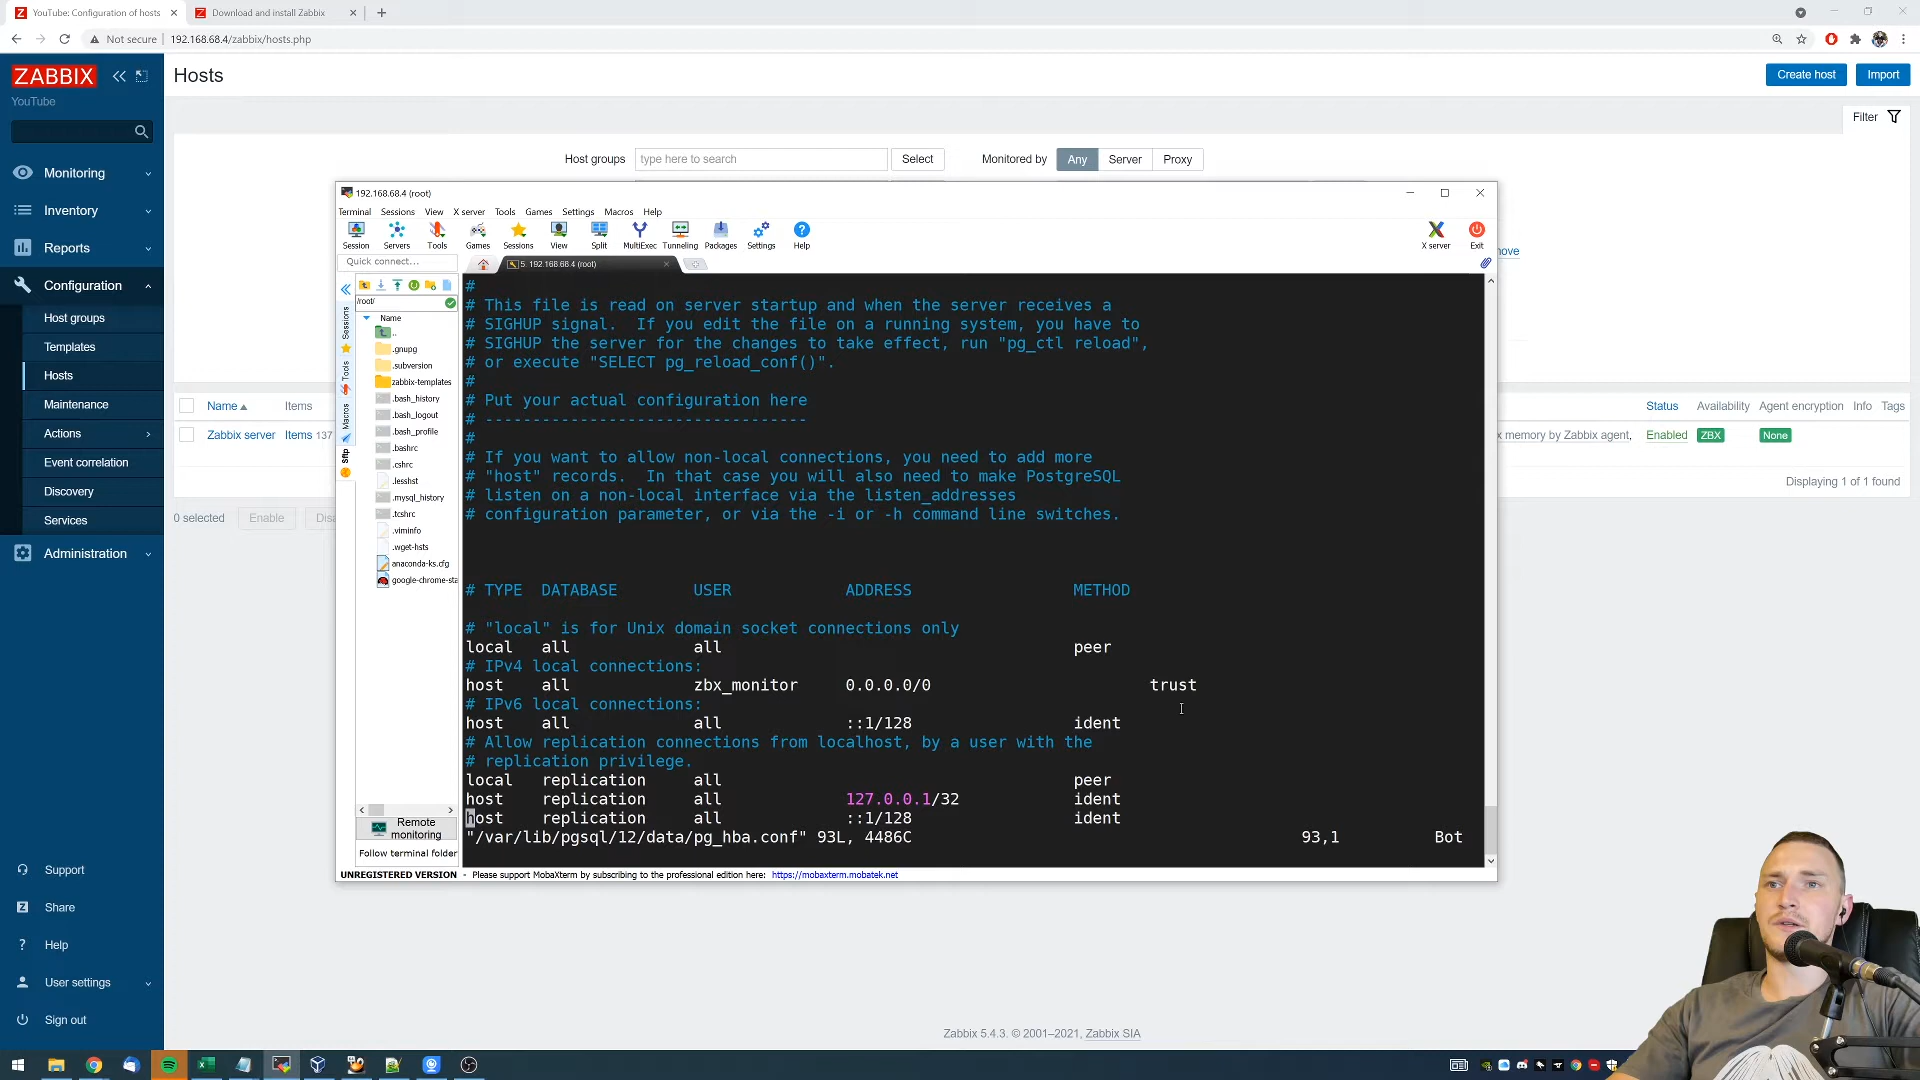 YouTube: Configuration of hosts
Download and install Zabbix
Not secure
192.168.68.4/zabbix/hosts.php
ZABBIX
YouTube
Monitoring
Inventory
Reports
Configuration
Host groups
Templates
Hosts
Maintenance
Actions
Event correlation
Discovery
Services
Administration
Support
Share
Help
User settings
Sign out
Hosts
Create host
Import
Filter
Host groups
type here to search
Select
Monitored by
Any
Server
Proxy
ove
Name
Items
Status
Availability
Agent encryption
Info
Tags
Zabbix server
Items 137
x memory by Zabbix agent,
Enabled
ZBX
None
Displaying 1 of 1 found
0 selected
Enable
Disa
192.168.68.4 (root)
Terminal Sessions View X server Tools Games Settings Macros Help
Session Servers Tools Games Sessions View Split MultiExec Tunneling Packages Settings Help
X server Exit
Quick connect...
5. 192.168.68.4 (root)
/root/
Sessions
Tools
Macros
Sftp
Name
..
.gnupg
.subversion
zabbix-templates
.bash_history
.bash_logout
.bash_profile
.bashrc
.cshrc
.lesshst
.mysql_history
.tcshrc
.viminfo
.wget-hsts
anaconda-ks.cfg
google-chrome-sta
Remote monitoring
Follow terminal folder
#
# This file is read on server startup and when the server receives a
# SIGHUP signal.  If you edit the file on a running system, you have to
# SIGHUP the server for the changes to take effect, run "pg_ctl reload",
# or execute "SELECT pg_reload_conf()".
#
# Put your actual configuration here
# ----------------------------------
#
# If you want to allow non-local connections, you need to add more
# "host" records.  In that case you will also need to make PostgreSQL
# listen on a non-local interface via the listen_addresses
# configuration parameter, or via the -i or -h command line switches.
# TYPE  DATABASE        USER            ADDRESS                 METHOD
# "local" is for Unix domain socket connections only
local   all             all                                     peer
# IPv4 local connections:
host    all             zbx_monitor     0.0.0.0/0                       trust
# IPv6 local connections:
host    all             all             ::1/128                 ident
# Allow replication connections from localhost, by a user with the
# replication privilege.
local   replication     all                                     peer
host    replication     all             127.0.0.1/32            ident
host    replication     all             ::1/128                 ident
"/var/lib/pgsql/12/data/pg_hba.conf" 93L, 4486C
93,1
Bot
UNREGISTERED VERSION - Please support MobaXterm by subscribing to the professional edition here: https://mobaxterm.mobatek.net
Zabbix 5.4.3. © 2001–2021, Zabbix SIA